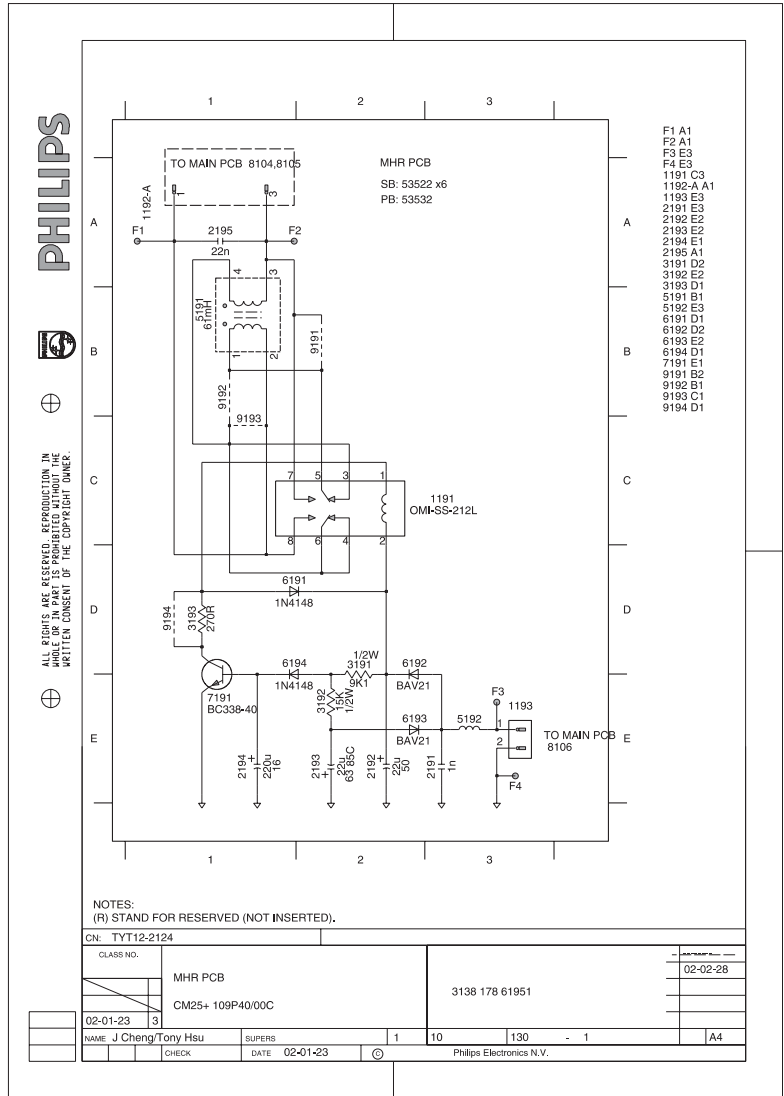 PHILIPS
PHILIPS
ALL RIGHTS ARE RESERVED. REPRODUCTION IN
WHOLE OR IN PART IS PROHIBITED WITHOUT THE
WRITTEN CONSENT OF THE COPYRIGHT OWNER.
1
2
3
TO MAIN PCB 8104,8105
1192-A
1
3
MHR PCB
SB: 53522 x6
PB: 53532
A
A
F1
2195
F2
22n
4
3
5191
61mH
1
2
B
B
9191
9192
9193
C
C
7
5
3
1
1191
OMI-SS-212L
8
6
4
2
D
D
6191
1N4148
9194
3193
270R
6194
1N4148
1/2W
3191
9K1
6192
BAV21
7191
BC338-40
3192
15K
1/2W
6193
BAV21
5192
F3
1193
1
2
TO MAIN PCB
8106
F4
E
E
2194
+
220u
16
2193
+
22u
63 85C
2192
+
22u
50
2191
1n
1
2
3
F1 A1
F2 A1
F3 E3
F4 E3
1191 C3
1192-A A1
1193 E3
2191 E3
2192 E2
2193 E2
2194 E1
2195 A1
3191 D2
3192 E2
3193 D1
5191 B1
5192 E3
6191 D1
6192 D2
6193 E2
6194 D1
7191 E1
9191 B2
9192 B1
9193 C1
9194 D1
NOTES:
(R) STAND FOR RESERVED (NOT INSERTED).
CN: TYT12-2124
CLASS NO.
MHR PCB
CM25+ 109P40/00C
3138 178 61951
02-02-28
02-01-23 3
NAME J Cheng/Tony Hsu SUPERS 1 10 130 - 1 A4
CHECK DATE 02-01-23 © Philips Electronics N.V.